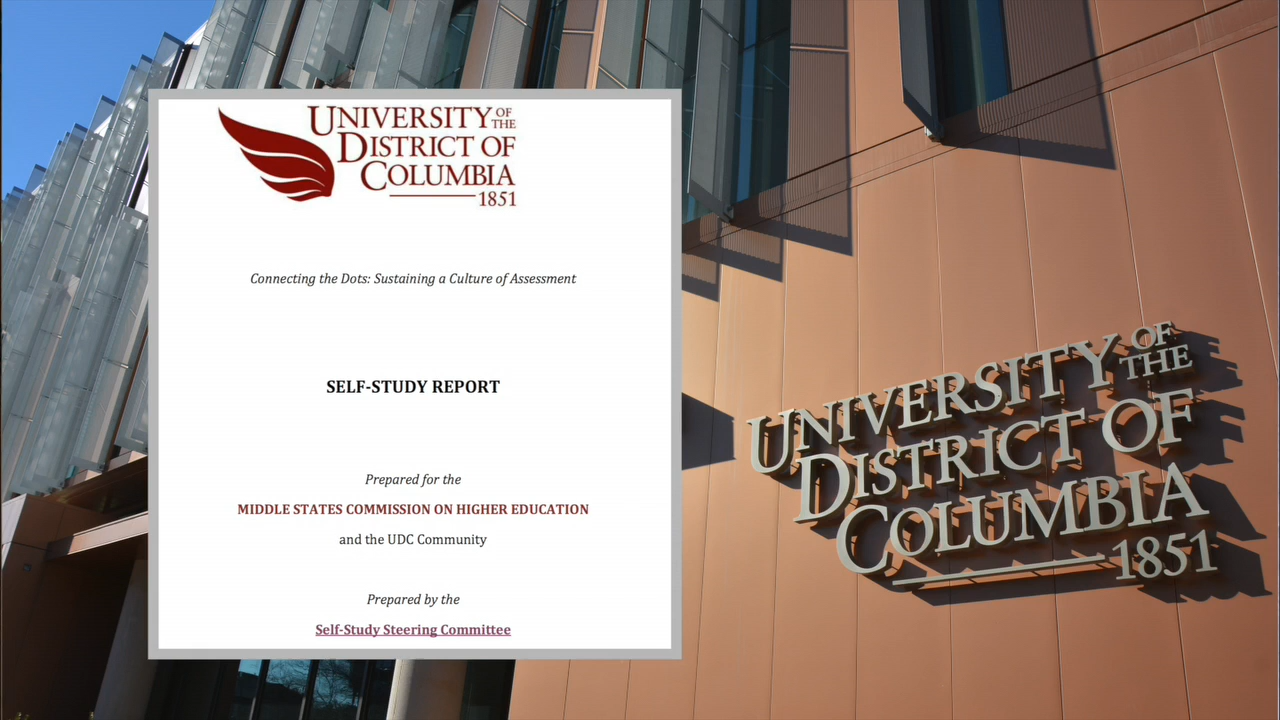 UNIVERSITY OF THE
DISTRICT OF
COLUMBIA
1851
Connecting the Dots: Sustaining a Culture of Assessment
SELF-STUDY REPORT
Prepared for the
MIDDLE STATES COMMISSION ON HIGHER EDUCATION
and the UDC Community
Prepared by the
Self-Study Steering Committee
UNIVERSITY OF THE
DISTRICT OF
COLUMBIA
1851